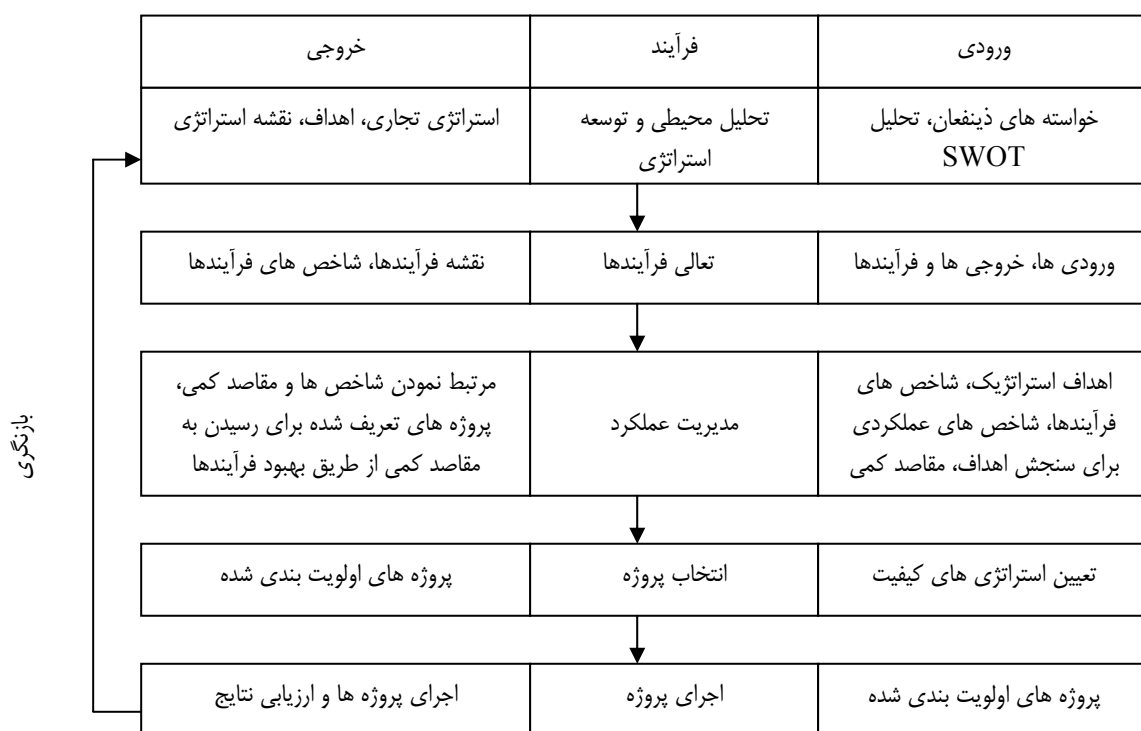 ورودی
فرآیند
خروجی
خواسته های ذینفعان، تحلیل
SWOT
تحلیل محیطی و توسعه
استراتژی
استراتژی تجاری، اهداف، نقشه استراتژی
ورودی ها، خروجی ها و فرآیندها
تعالی فرآیندها
نقشه فرآیندها، شاخص های فرآیندها
اهداف استراتژیک، شاخص های
فرآیندها، شاخص های عملکردی
برای سنجش اهداف، مقاصد کمی
مدیریت عملکرد
مرتبط نمودن شاخص ها و مقاصد کمی،
پروژه های تعریف شده برای رسیدن به
مقاصد کمی از طریق بهبود فرآیندها
تعیین استراتژی های کیفیت
انتخاب پروژه
پروژه های اولویت بندی شده
پروژه های اولویت بندی شده
اجرای پروژه
اجرای پروژه ها و ارزیابی نتایج
بازنگری